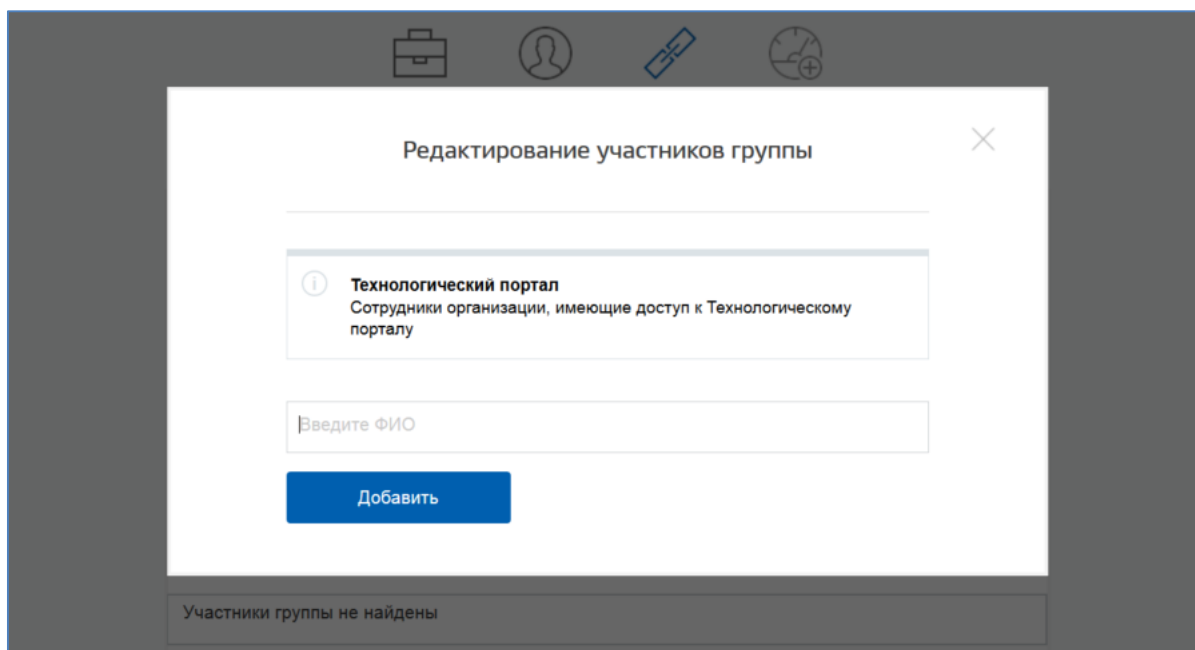 Редактирование участников группы
Технологический портал
Сотрудники организации, имеющие доступ к Технологическому
порталу
Введите ФИО
Добавить
Участники группы не найдены